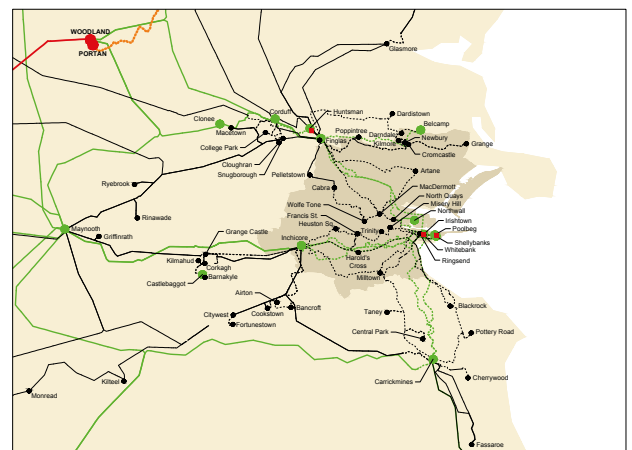 WOODLAND
PORTAN
Glasmore
Corduff
Huntsman
Clonee
Macetown
College Park
Cloughran
Snugborough
Finglas
Poppintree
Dardistown
Belcamp
Darndale
Newbury
Kilmore
Cromcastle
Grange
Artane
Pelletstown
Cabra
Ryebrook
Rinawade
Maynooth
Griffinrath
MacDermott
Wolfe Tone
North Quays
Misery Hill
Francis St.
Northwall
Heuston Sq.
Trinity
Irishtown
Poolbeg
Shellybanks
Whitebank
Ringsend
Grange Castle
Inchicore
Kilmahud
Corkagh
Castlebaggot
Barnakyle
Harold's
Cross
Milltown
Airton
Citywest
Cookstown
Bancroft
Fortunestown
Taney
Blackrock
Central Park
Pottery Road
Carrickmines
Cherrywood
Kilteel
Monread
Fassaroe